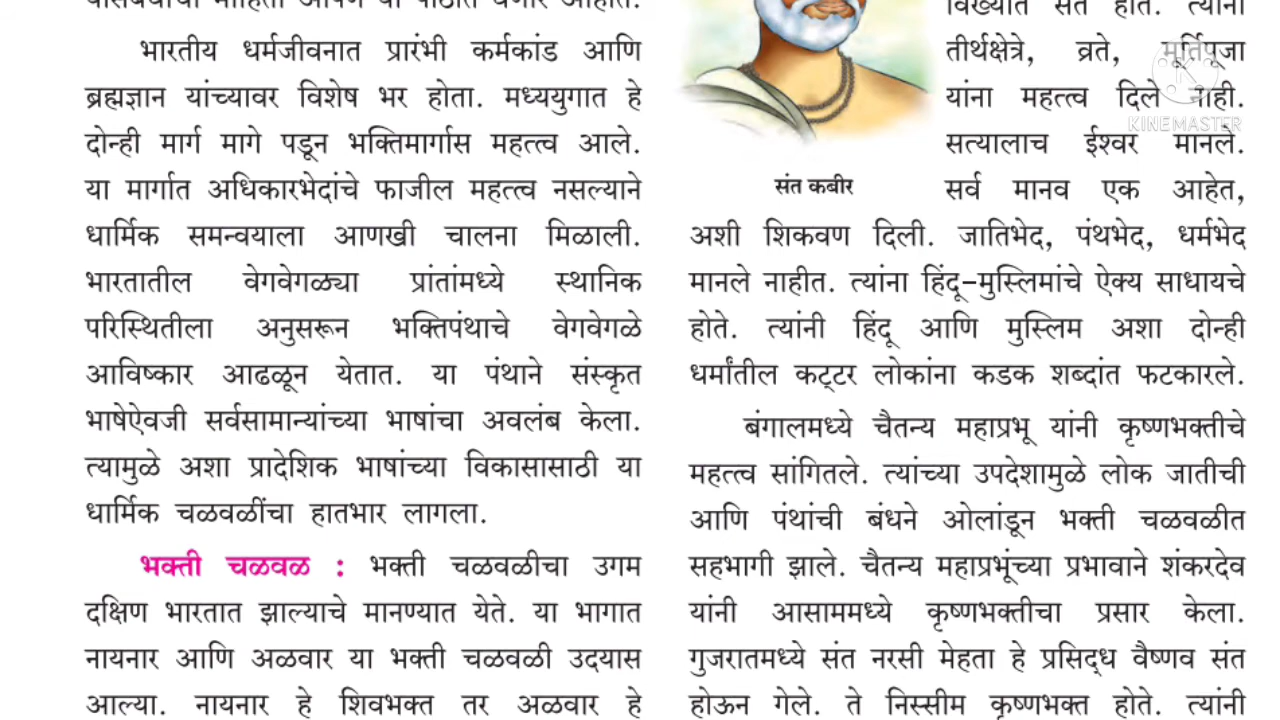 भारतीय धर्मजीवनात प्रारंभी कर्मकांड आणि
ब्रह्मज्ञान यांच्यावर विशेष भर होता. मध्ययुगात हे
दोन्ही मार्ग मागे पडून भक्तिमार्गास महत्त्व आले.
या मार्गात अधिकारभेदांचे फाजील महत्त्व नसल्याने
धार्मिक समन्वयाला आणखी चालना मिळाली.
भारतातील वेगवेगळ्या प्रांतांमध्ये स्थानिक
परिस्थितीला अनुसरून भक्तिपंथाचे वेगवेगळे
आविष्कार आढळून येतात. या पंथाने संस्कृत
भाषेऐवजी सर्वसामान्यांच्या भाषांचा अवलंब केला.
त्यामुळे अशा प्रादेशिक भाषांच्या विकासासाठी या
धार्मिक चळवळींचा हातभार लागला.
भक्ती चळवळ : भक्ती चळवळीचा उगम
दक्षिण भारतात झाल्याचे मानण्यात येते. या भागात
नायनार आणि अळवार या भक्ती चळवळी उदयास
आल्या. नायनार हे शिवभक्त तर अळवार हे
संत कबीर
विख्यात संत होते. त्यांनी
तीर्थक्षेत्रे, व्रते, मूर्तिपूजा
यांना महत्त्व दिले नाही.
सत्यालाच ईश्वर मानले.
सर्व मानव एक आहेत,
अशी शिकवण दिली. जातिभेद, पंथभेद, धर्मभेद
मानले नाहीत. त्यांना हिंदू-मुस्लिमांचे ऐक्य साधायचे
होते. त्यांनी हिंदू आणि मुस्लिम अशा दोन्ही
धर्मांतील कट्टर लोकांना कडक शब्दांत फटकारले.
बंगालमध्ये चैतन्य महाप्रभू यांनी कृष्णभक्तीचे
महत्त्व सांगितले. त्यांच्या उपदेशामुळे लोक जातीची
आणि पंथांची बंधने ओलांडून भक्ती चळवळीत
सहभागी झाले. चैतन्य महाप्रभूंच्या प्रभावाने शंकरदेव
यांनी आसाममध्ये कृष्णभक्तीचा प्रसार केला.
गुजरातमध्ये संत नरसी मेहता हे प्रसिद्ध वैष्णव संत
होऊन गेले. ते निस्सीम कृष्णभक्त होते. त्यांनी
K
KINEMASTER